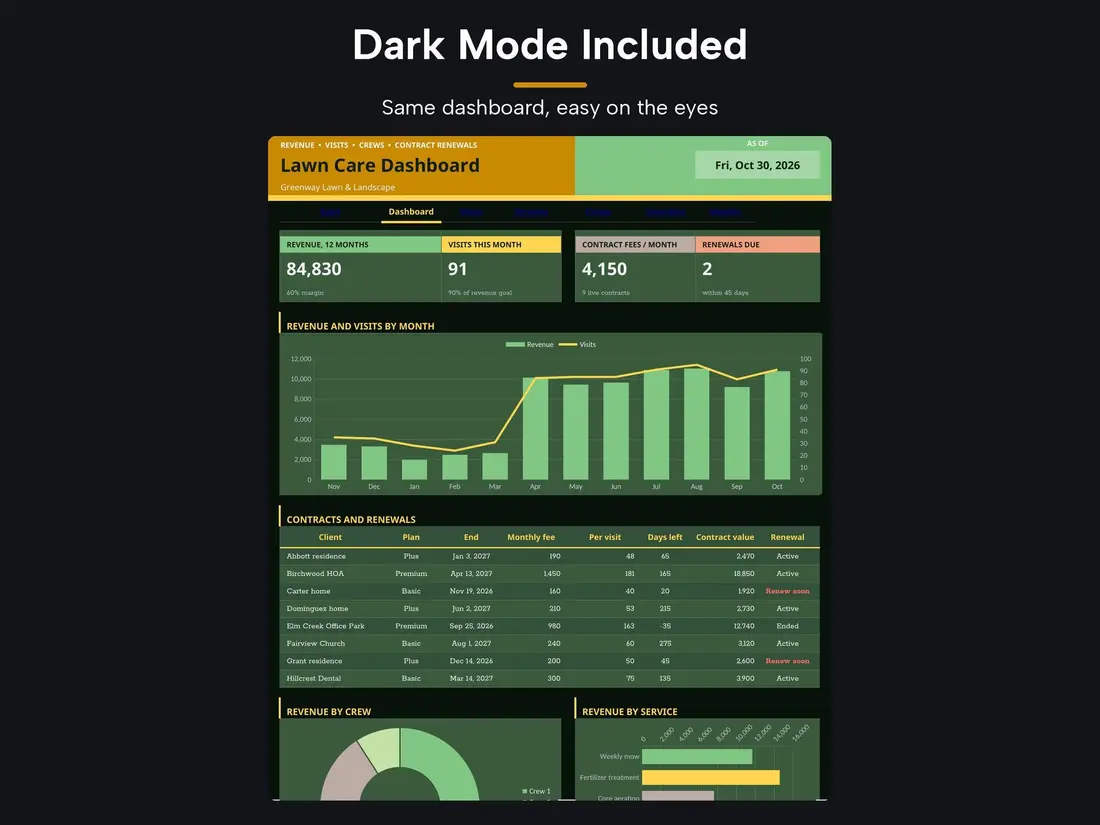 Dark Mode Included
Same dashboard, easy on the eyes
REVENUE • VISITS • CREWS • CONTRACT RENEWALS
Lawn Care Dashboard
Greenway Lawn & Landscape
AS OF
Fri, Oct 30, 2026
Dashboard
REVENUE, 12 MONTHS VISITS THIS MONTH CONTRACT FEES / MONTH RENEWALS DUE
84,830 91 4,150 2
60% margin 90% of revenue goal 9 live contracts within 45 days
REVENUE AND VISITS BY MONTH
Revenue Visits
12,000 100
10,000 90
8,000 80
6,000 70
4,000 60
2,000 50
0 40
30
20
10
0
Nov Dec Jan Feb Mar Apr May Jun Jul Aug Sep Oct
CONTRACTS AND RENEWALS
Client Plan End Monthly fee Per visit Days left Contract value Renewal
Abbott residence Plus Jan 3, 2027 190 48 65 2,470 Active
Birchwood HOA Premium Apr 13, 2027 1,450 181 165 18,850 Active
Carter home Basic Nov 19, 2026 160 40 20 1,920 Renew soon
Dominguez home Plus Jun 2, 2027 210 53 215 2,730 Active
Elm Creek Office Park Premium Sep 25, 2026 980 163 -35 12,740 Ended
Fairview Church Basic Aug 1, 2027 240 60 275 3,120 Active
Grant residence Plus Dec 14, 2026 200 50 45 2,600 Renew soon
Hillcrest Dental Basic Mar 14, 2027 300 75 135 3,900 Active
REVENUE BY CREW
Crew 1
REVENUE BY SERVICE
0 2,000 4,000 6,000 8,000 10,000 12,000 14,000 16,000
Weekly mow
Fertilizer treatment
Core aeration